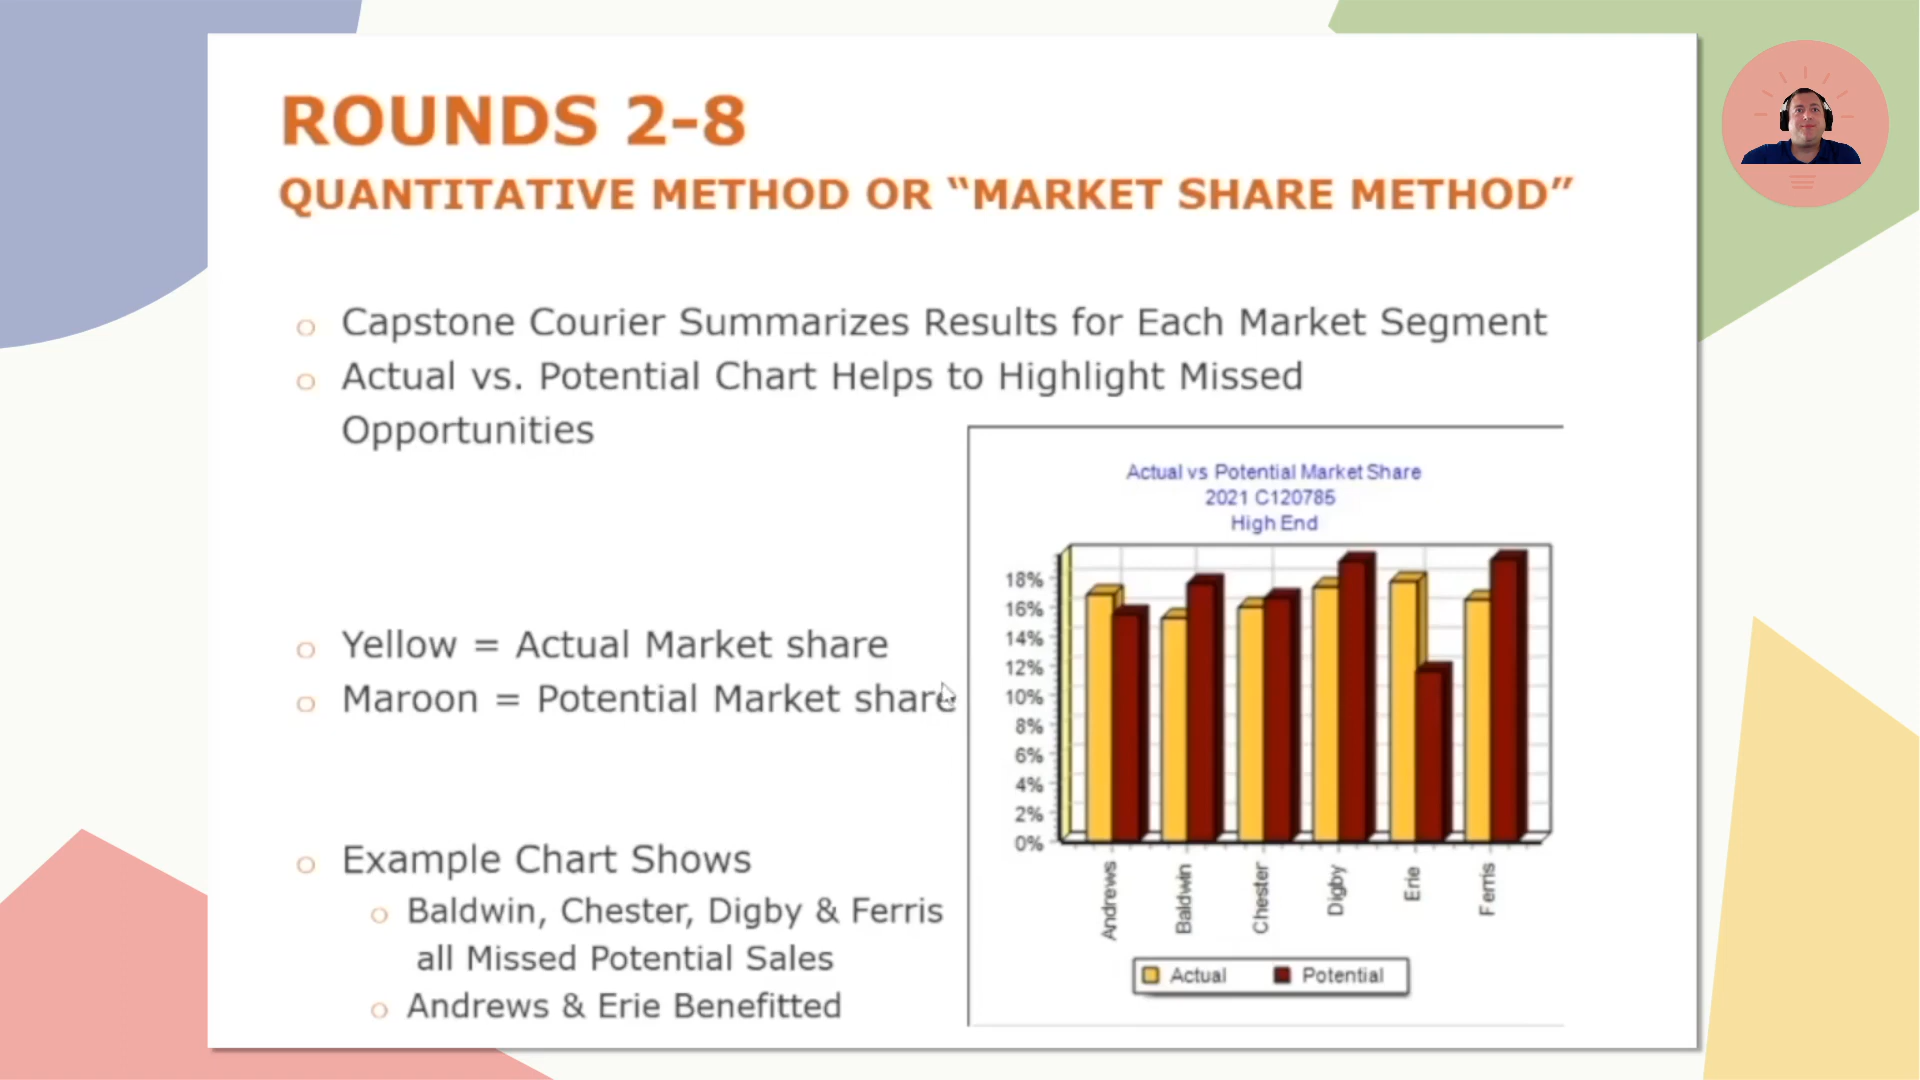 ROUNDS 2-8
QUANTITATIVE METHOD OR “MARKET SHARE METHOD”
Capstone Courier Summarizes Results for Each Market Segment
Actual vs. Potential Chart Helps to Highlight Missed
Opportunities
Yellow = Actual Market share
Maroon = Potential Market share
Example Chart Shows
Baldwin, Chester, Digby & Ferris
all Missed Potential Sales
Andrews & Erie Benefitted
Actual vs Potential Market Share
2021 C120785
High End
18%
16%
14%
12%
10%
8%
6%
4%
2%
0%
Andrews
Baldwin
Chester
Digby
Erie
Ferris
Actual
Potential